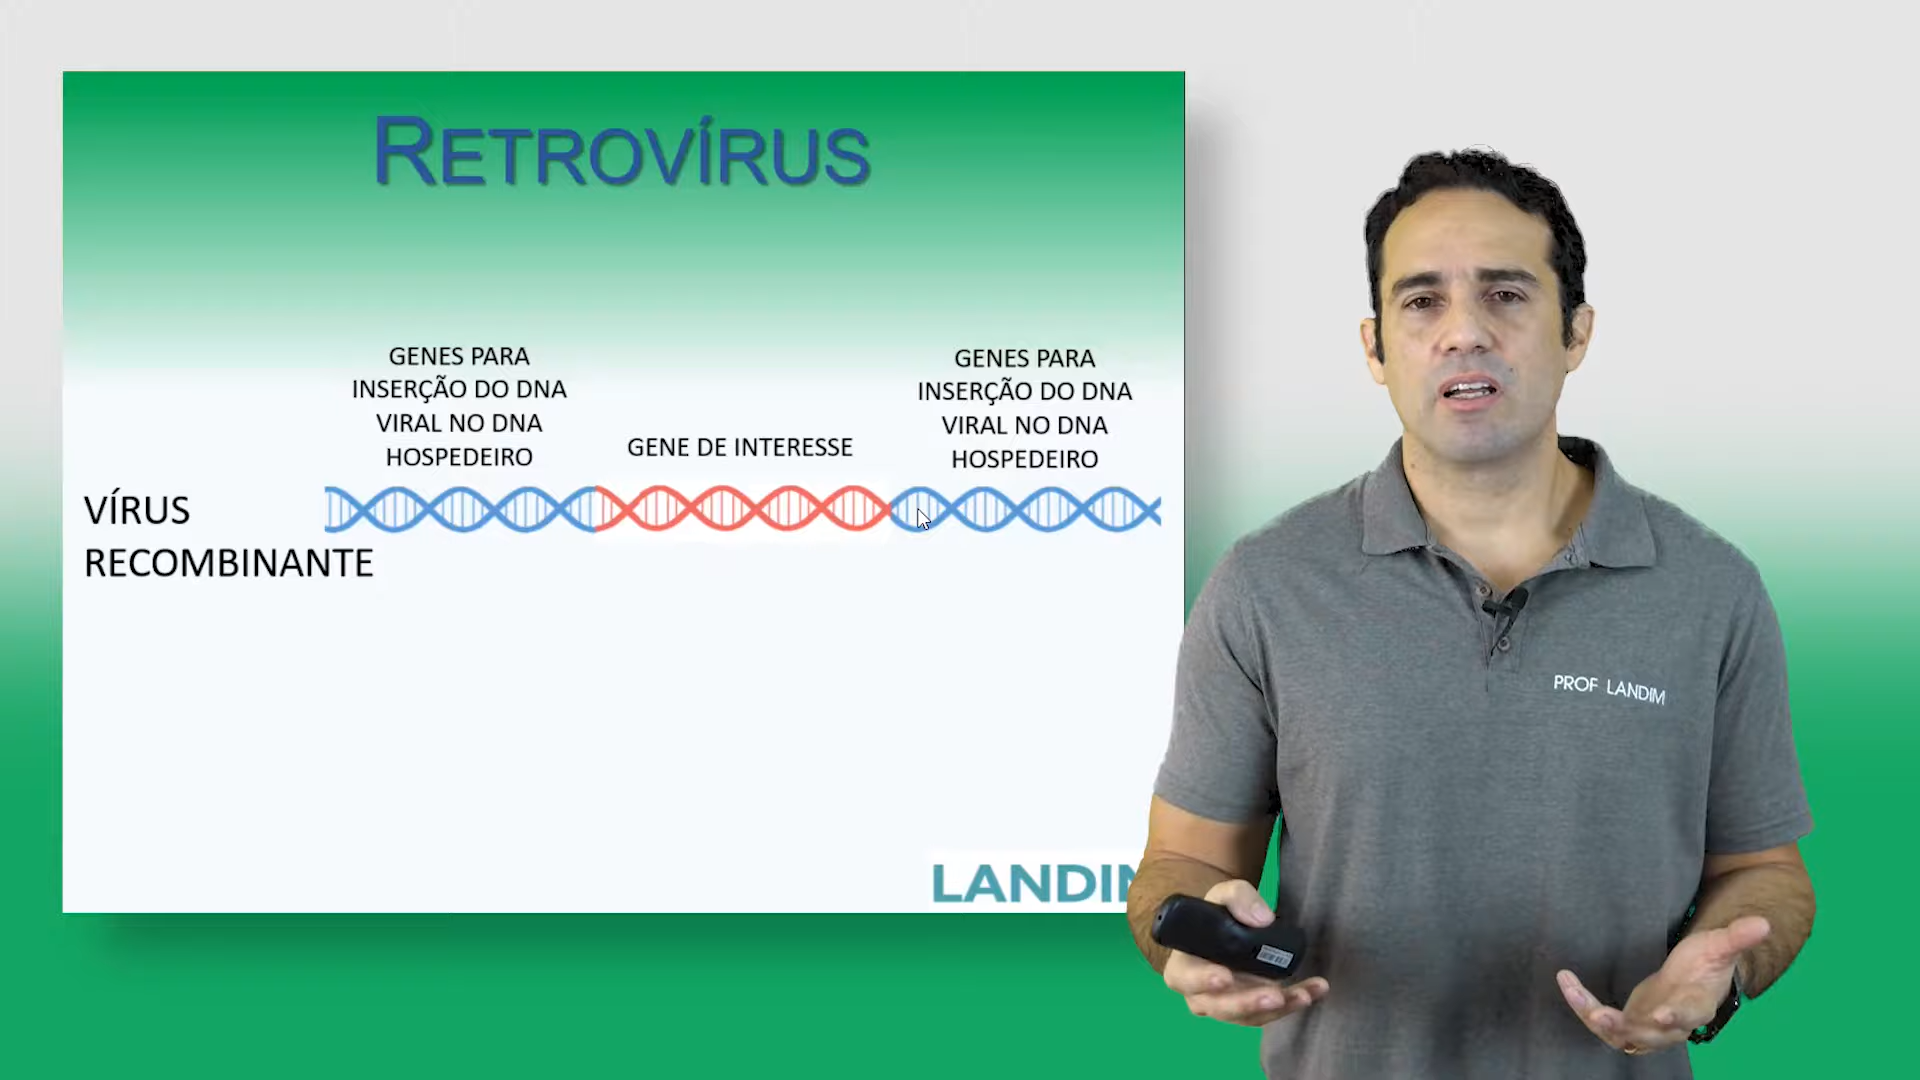 RETROVÍRUS
GENES PARA
INSERÇÃO DO DNA
VIRAL NO DNA
HOSPEDEIRO
GENE DE INTERESSE
GENES PARA
INSERÇÃO DO DNA
VIRAL NO DNA
HOSPEDEIRO
VÍRUS
RECOMBINANTE
PROF LANDIM